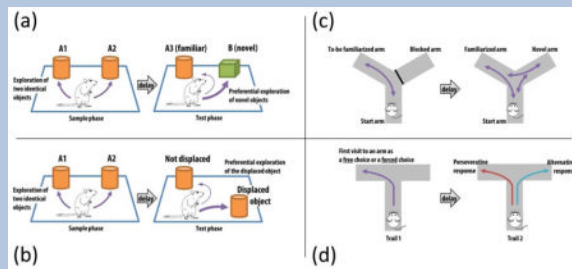 (a)
A1
A2
Exploration of
two identical
objects
Sample phase
delay
A3 (familiar)
B (novel)
Preferential exploration
of novel objects
Test phase
(c)
To-be familiarized arm
Blocked arm
Start arm
delay
Familiarized arm
Novel arm
Start arm
(b)
A1
A2
Exploration of
two identical
objects
Sample phase
delay
Not displaced
Preferential exploration
of the displaced object
Displaced
object
Test phase
(d)
First visit to an arm as
a free choice or a forced choice
Trail 1
delay
Perseverative
response
Alternative
response
Trail 2